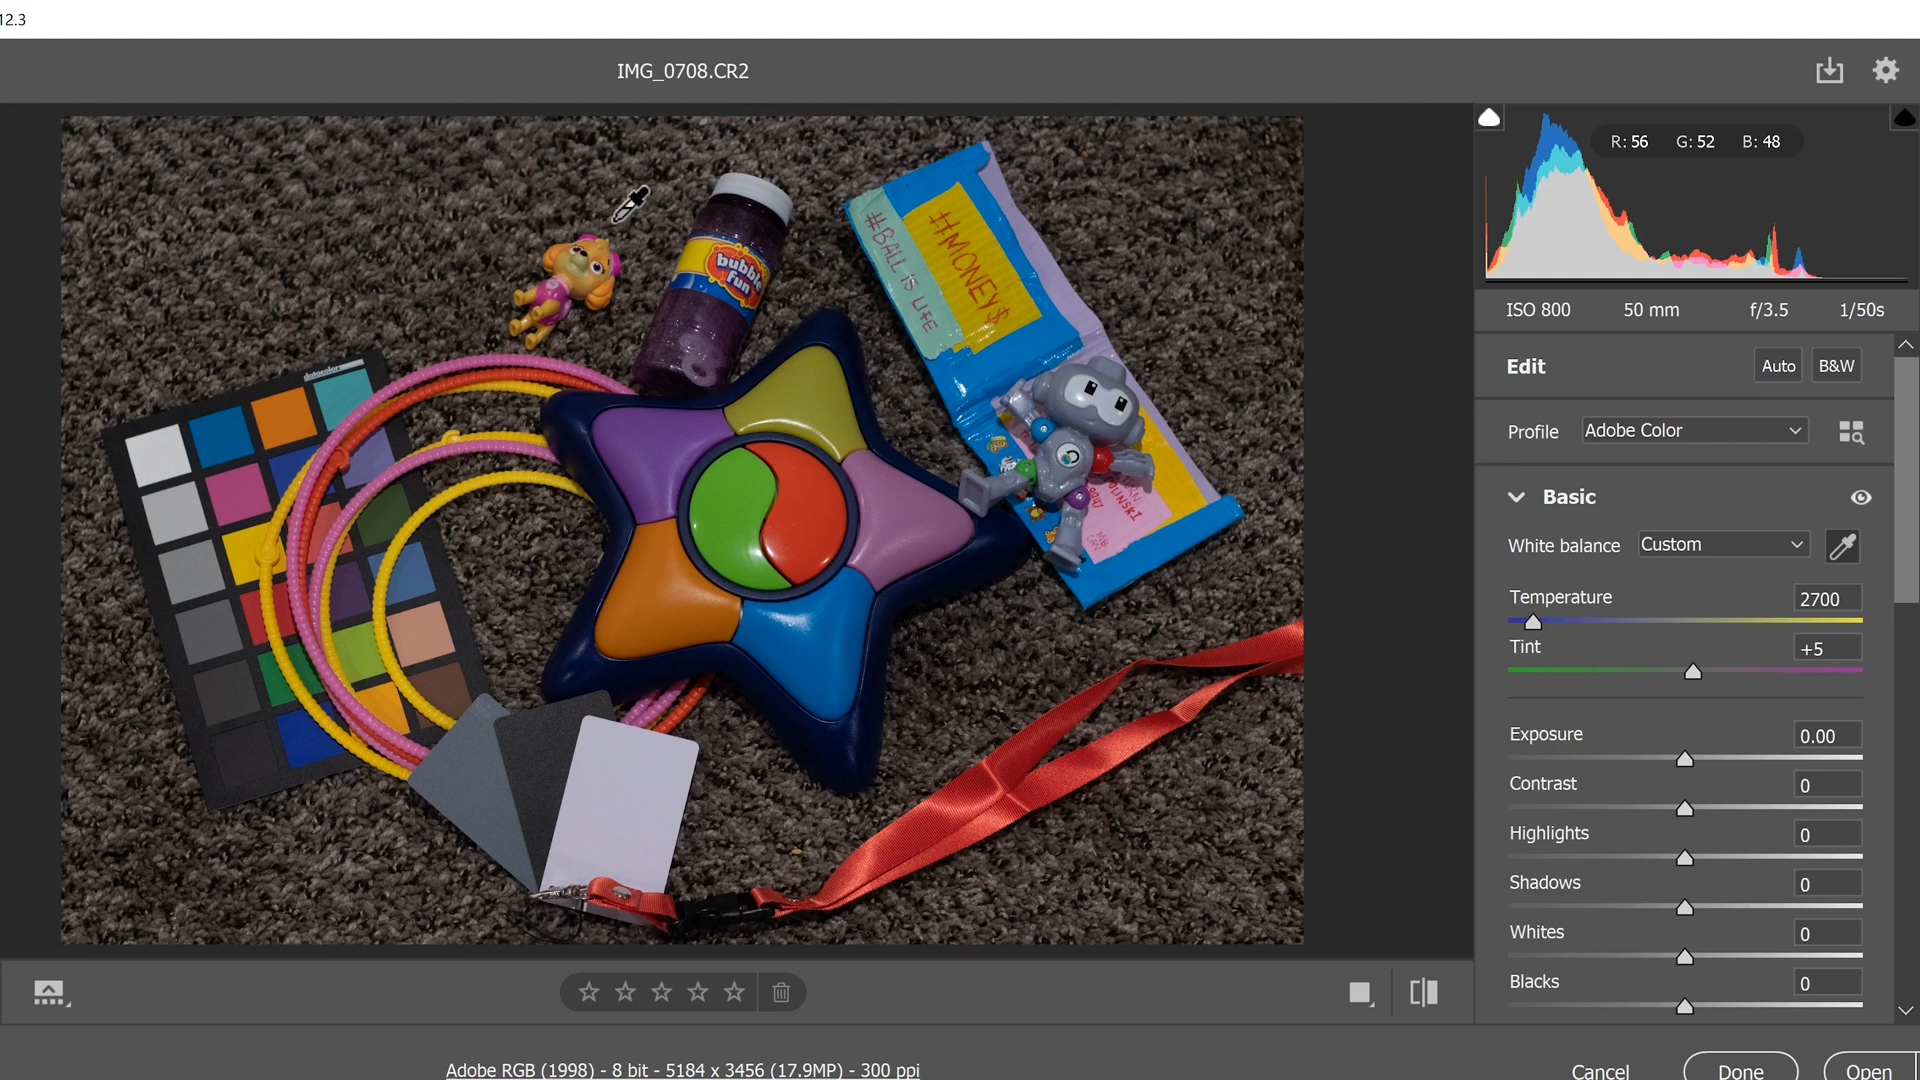 12.3
IMG_0708.CR2
R: 56 G: 52 B: 48
ISO 800 50 mm f/3.5 1/50s
Edit
Auto
B&W
Profile
Adobe Color
Basic
White balance
Custom
Temperature
2700
Tint
+5
Exposure
0.00
Contrast
0
Highlights
0
Shadows
0
Whites
0
Blacks
0
#BALL IS LIFE
#MONEY$
bubble
fun
datacolor
Adobe RGB (1998) - 8 bit - 5184 x 3456 (17.9MP) - 300 ppi
Cancel
Done
Open